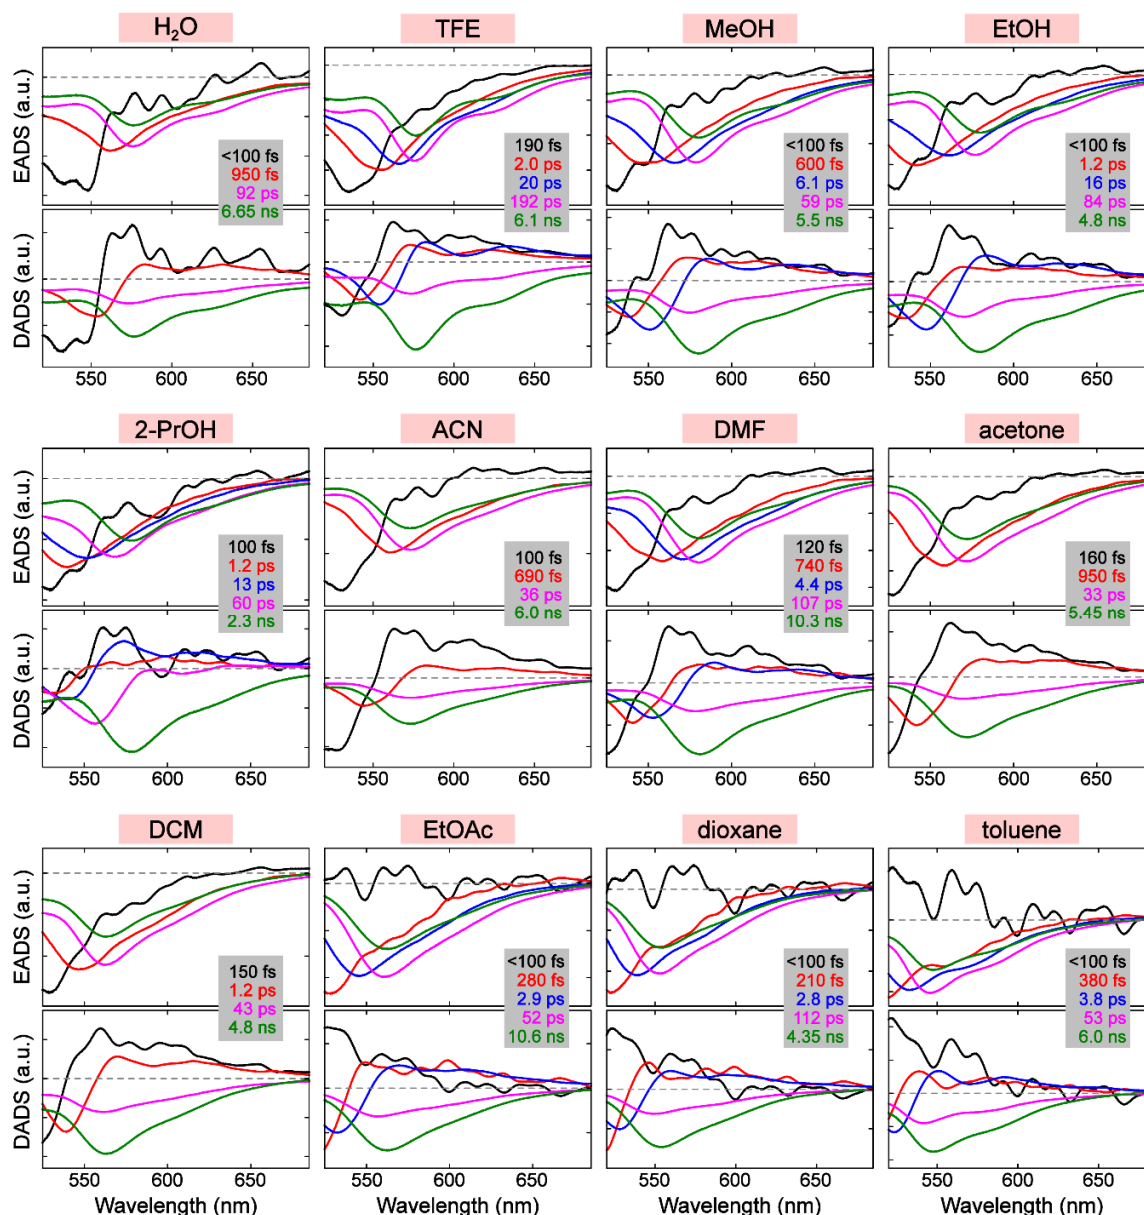 H₂O
TFE
MeOH
EtOH
EADS (a.u.)
<100 fs
950 fs
92 ps
6.65 ns
190 fs
2.0 ps
20 ps
192 ps
6.1 ns
<100 fs
600 fs
6.1 ps
59 ps
5.5 ns
<100 fs
1.2 ps
16 ps
84 ps
4.8 ns
DADS (a.u.)
550 600 650
550 600 650
550 600 650
550 600 650
2-PrOH
ACN
DMF
acetone
EADS (a.u.)
100 fs
1.2 ps
13 ps
60 ps
2.3 ns
100 fs
690 fs
36 ps
6.0 ns
120 fs
740 fs
4.4 ps
107 ps
10.3 ns
160 fs
950 fs
33 ps
5.45 ns
DADS (a.u.)
550 600 650
550 600 650
550 600 650
550 600 650
DCM
EtOAc
dioxane
toluene
EADS (a.u.)
150 fs
1.2 ps
43 ps
4.8 ns
<100 fs
280 fs
2.9 ps
52 ps
10.6 ns
<100 fs
210 fs
2.8 ps
112 ps
4.35 ns
<100 fs
380 fs
3.8 ps
53 ps
6.0 ns
DADS (a.u.)
550 600 650
550 600 650
550 600 650
550 600 650
Wavelength (nm)
Wavelength (nm)
Wavelength (nm)
Wavelength (nm)